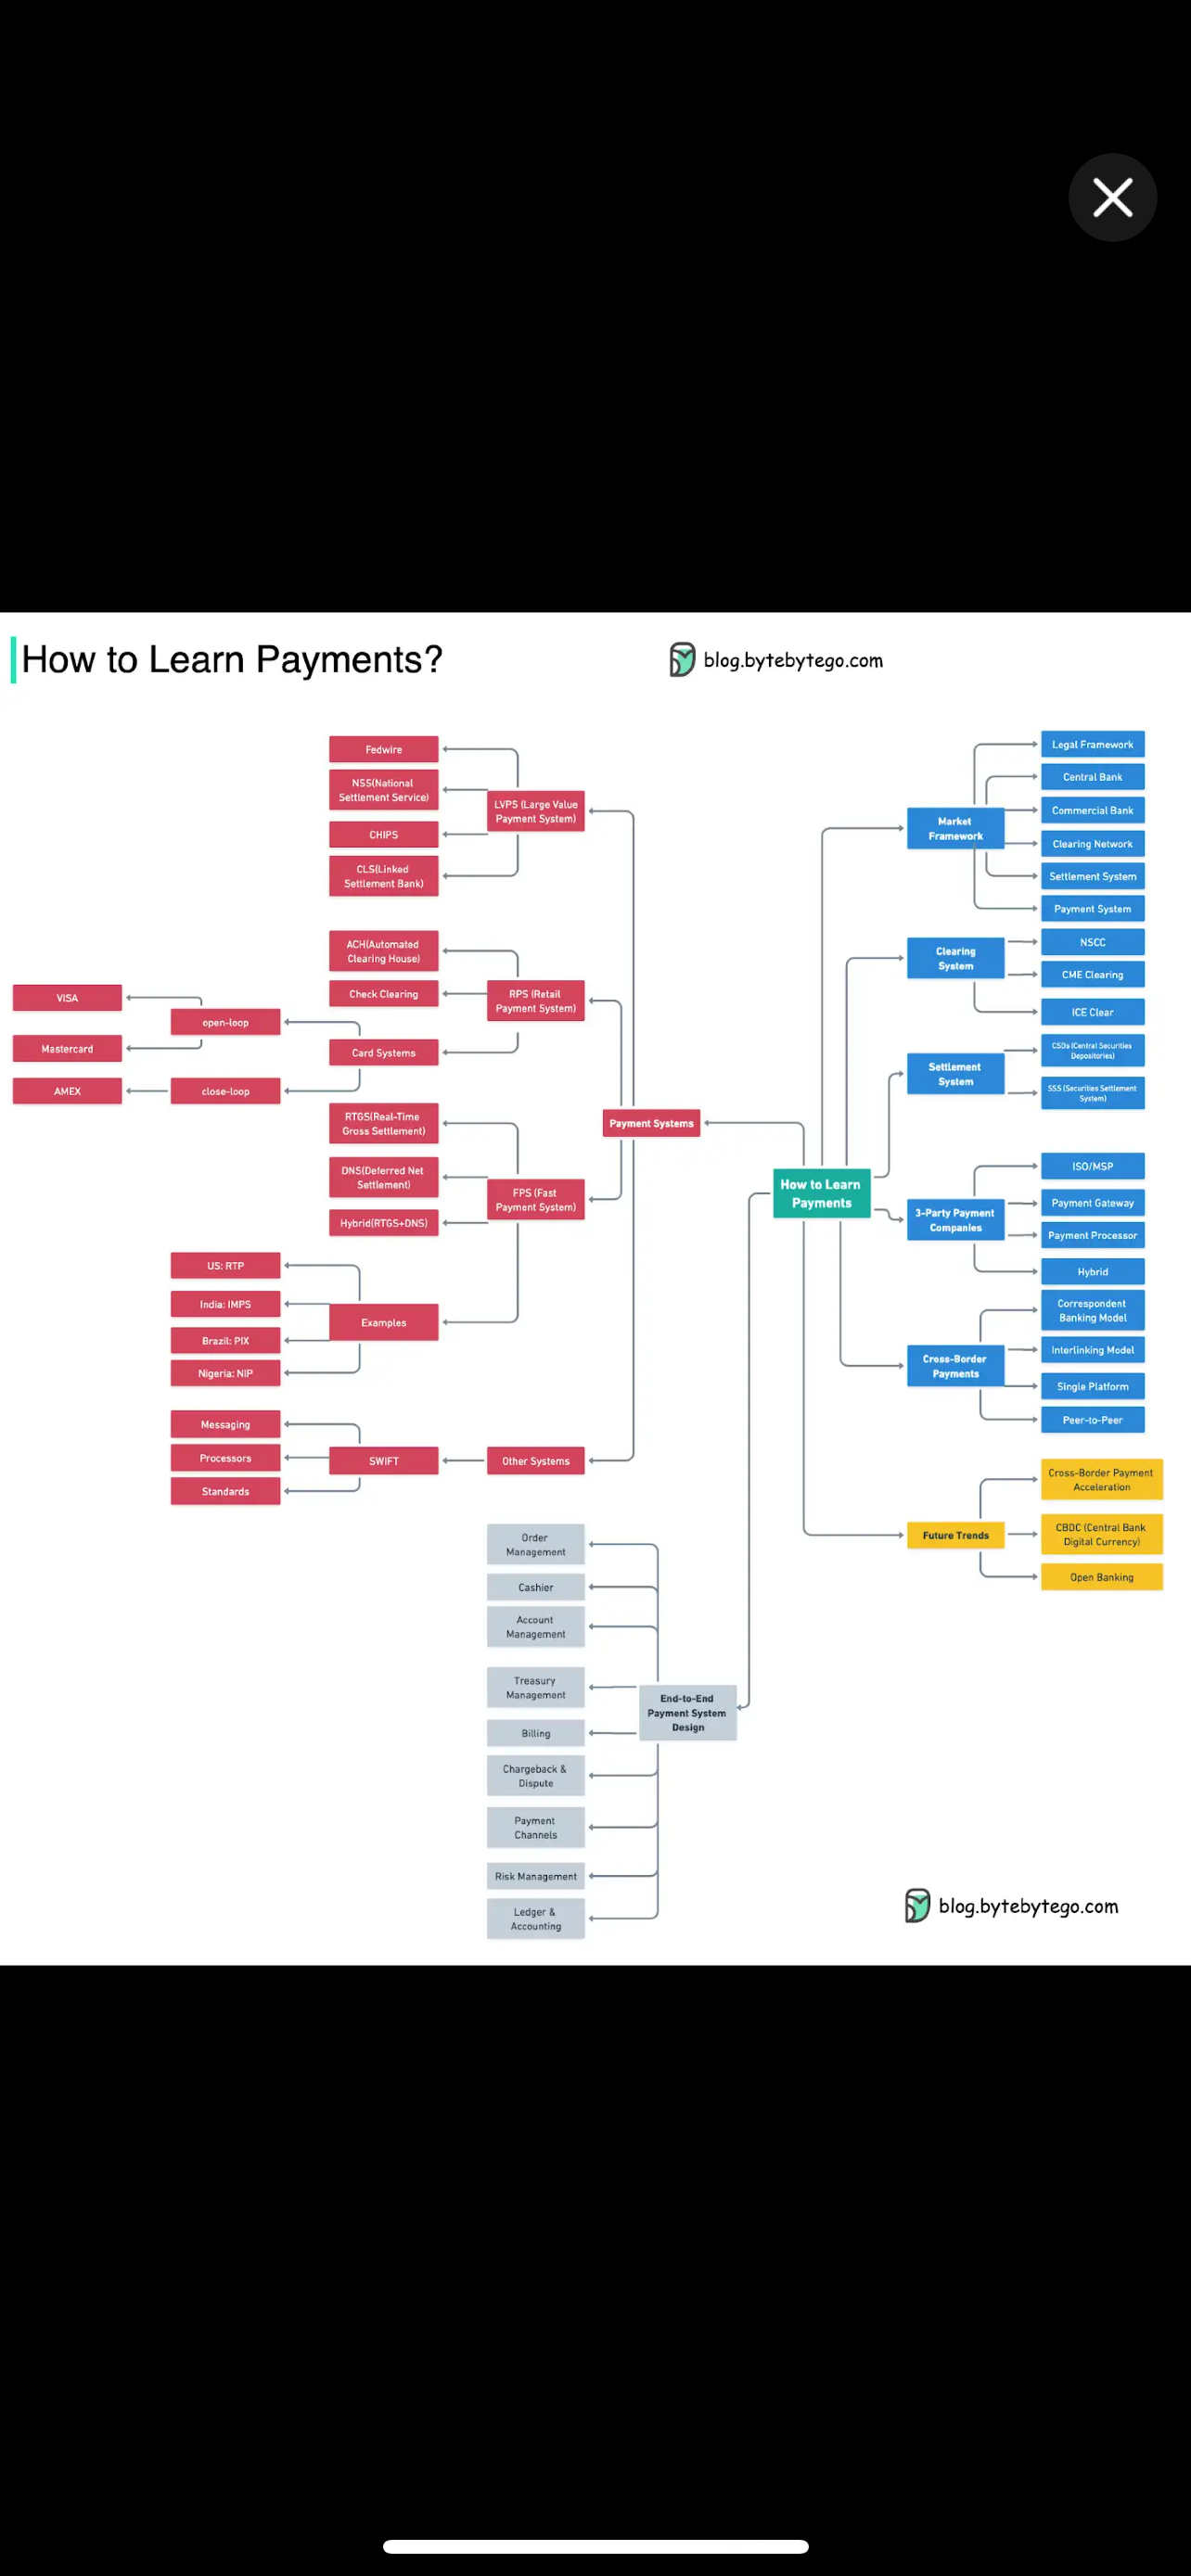 How to Learn Payments?
blog.bytebytego.com
Fedwire
NSS(National
Settlement Service)
CHIPS
CLS(Linked
Settlement Bank)
LVPS (Large Value
Payment System)
ACH(Automated
Clearing House)
Check Clearing
Card Systems
RPS (Retail
Payment System)
VISA
Mastercard
AMEX
open-loop
close-loop
RTGS(Real-Time
Gross Settlement)
DNS(Deferred Net
Settlement)
Hybrid(RTGS+DNS)
FPS (Fast
Payment System)
US: RTP
India: IMPS
Brazil: PIX
Nigeria: NIP
Examples
Messaging
Processors
Standards
SWIFT
Other Systems
Payment Systems
How to Learn
Payments
Market
Framework
Legal Framework
Central Bank
Commercial Bank
Clearing Network
Settlement System
Payment System
Clearing
System
NSCC
CME Clearing
ICE Clear
Settlement
System
CSDs (Central Securities
Depositories)
SSS (Securities Settlement
System)
3-Party Payment
Companies
ISO/MSP
Payment Gateway
Payment Processor
Hybrid
Cross-Border
Payments
Correspondent
Banking Model
Interlinking Model
Single Platform
Peer-to-Peer
Future Trends
Cross-Border Payment
Acceleration
CBDC (Central Bank
Digital Currency)
Open Banking
Order
Management
Cashier
Account
Management
Treasury
Management
Billing
Chargeback &
Dispute
Payment
Channels
Risk Management
Ledger &
Accounting
End-to-End
Payment System
Design
blog.bytebytego.com